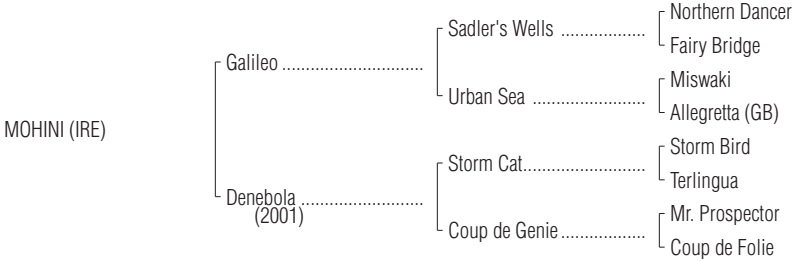 Northern Dancer
Sadler's Wells ..................
Fairy Bridge
Galileo ..............................
Miswaki
Urban Sea ........................
Allegretta (GB)
MOHINI (IRE)
Storm Bird
Storm Cat..........................
Terlingua
Denebola ..........................
(2001)
Mr. Prospector
Coup de Genie ..................
Coup de Folie